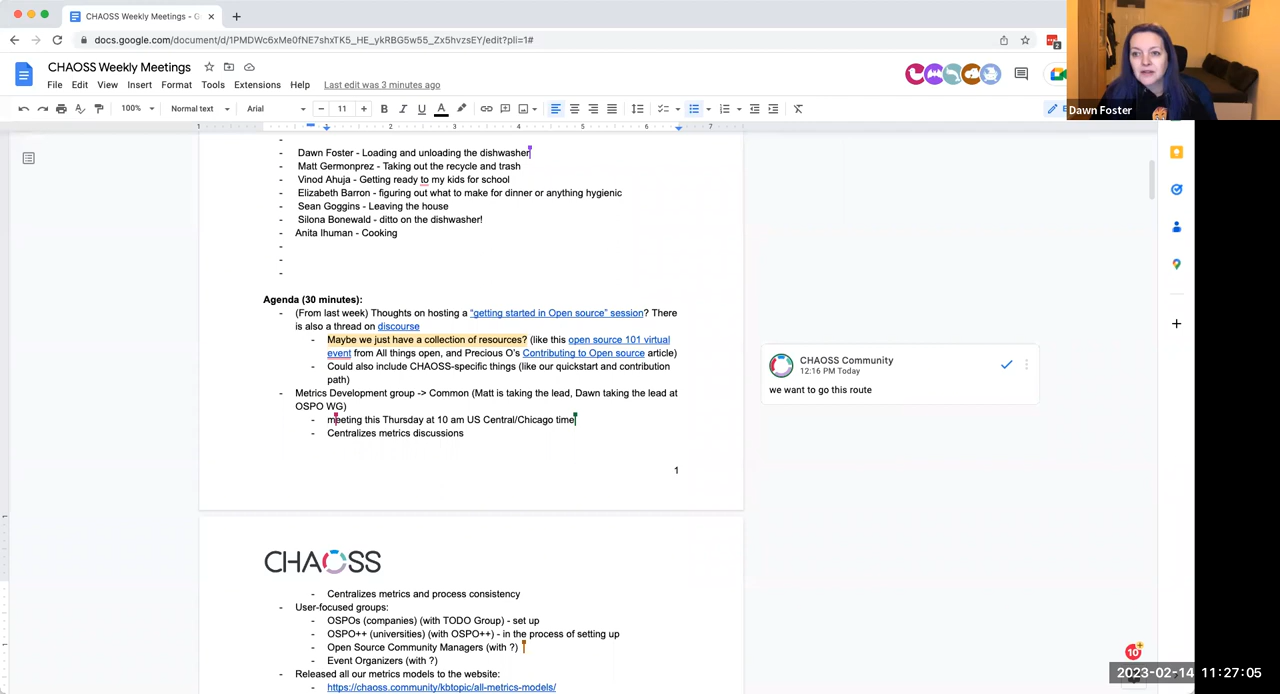 CHAOSS Weekly Meetings - G
docs.google.com/document/d/1PMDWc6xMe0fNE7shxTK5_HE_ykRBG5w55_Zx5hvzsEY/edit?pli=1#
2
CHAOSS Weekly Meetings
File Edit View Insert Format Tools Extensions Help Last edit was 3 minutes ago
100% Normal text Arial 11
Dawn Foster
1 1 2 3 4 5 6 7
-
- Dawn Foster - Loading and unloading the dishwasher
- Matt Germonprez - Taking out the recycle and trash
- Vinod Ahuja - Getting ready to my kids for school
- Elizabeth Barron - figuring out what to make for dinner or anything hygienic
- Sean Goggins - Leaving the house
- Silona Bonewald - ditto on the dishwasher!
- Anita Ihuman - Cooking
-
-
-
Agenda (30 minutes):
- (From last week) Thoughts on hosting a “getting started in Open source” session? There
is also a thread on discourse
- Maybe we just have a collection of resources? (like this open source 101 virtual
event from All things open, and Precious O's Contributing to Open source article)
- Could also include CHAOSS-specific things (like our quickstart and contribution
path)
- Metrics Development group -> Common (Matt is taking the lead, Dawn taking the lead at
OSPO WG)
- meeting this Thursday at 10 am US Central/Chicago time
- Centralizes metrics discussions
1
CHAOSS Community
12:16 PM Today
we want to go this route
CHAOSS
- Centralizes metrics and process consistency
- User-focused groups:
- OSPOs (companies) (with TODO Group) - set up
- OSPO++ (universities) (with OSPO++) - in the process of setting up
- Open Source Community Managers (with ?)
- Event Organizers (with ?)
- Released all our metrics models to the website:
- https://chaoss.community/kbtopic/all-metrics-models/
10
2023-02-14 11:27:05